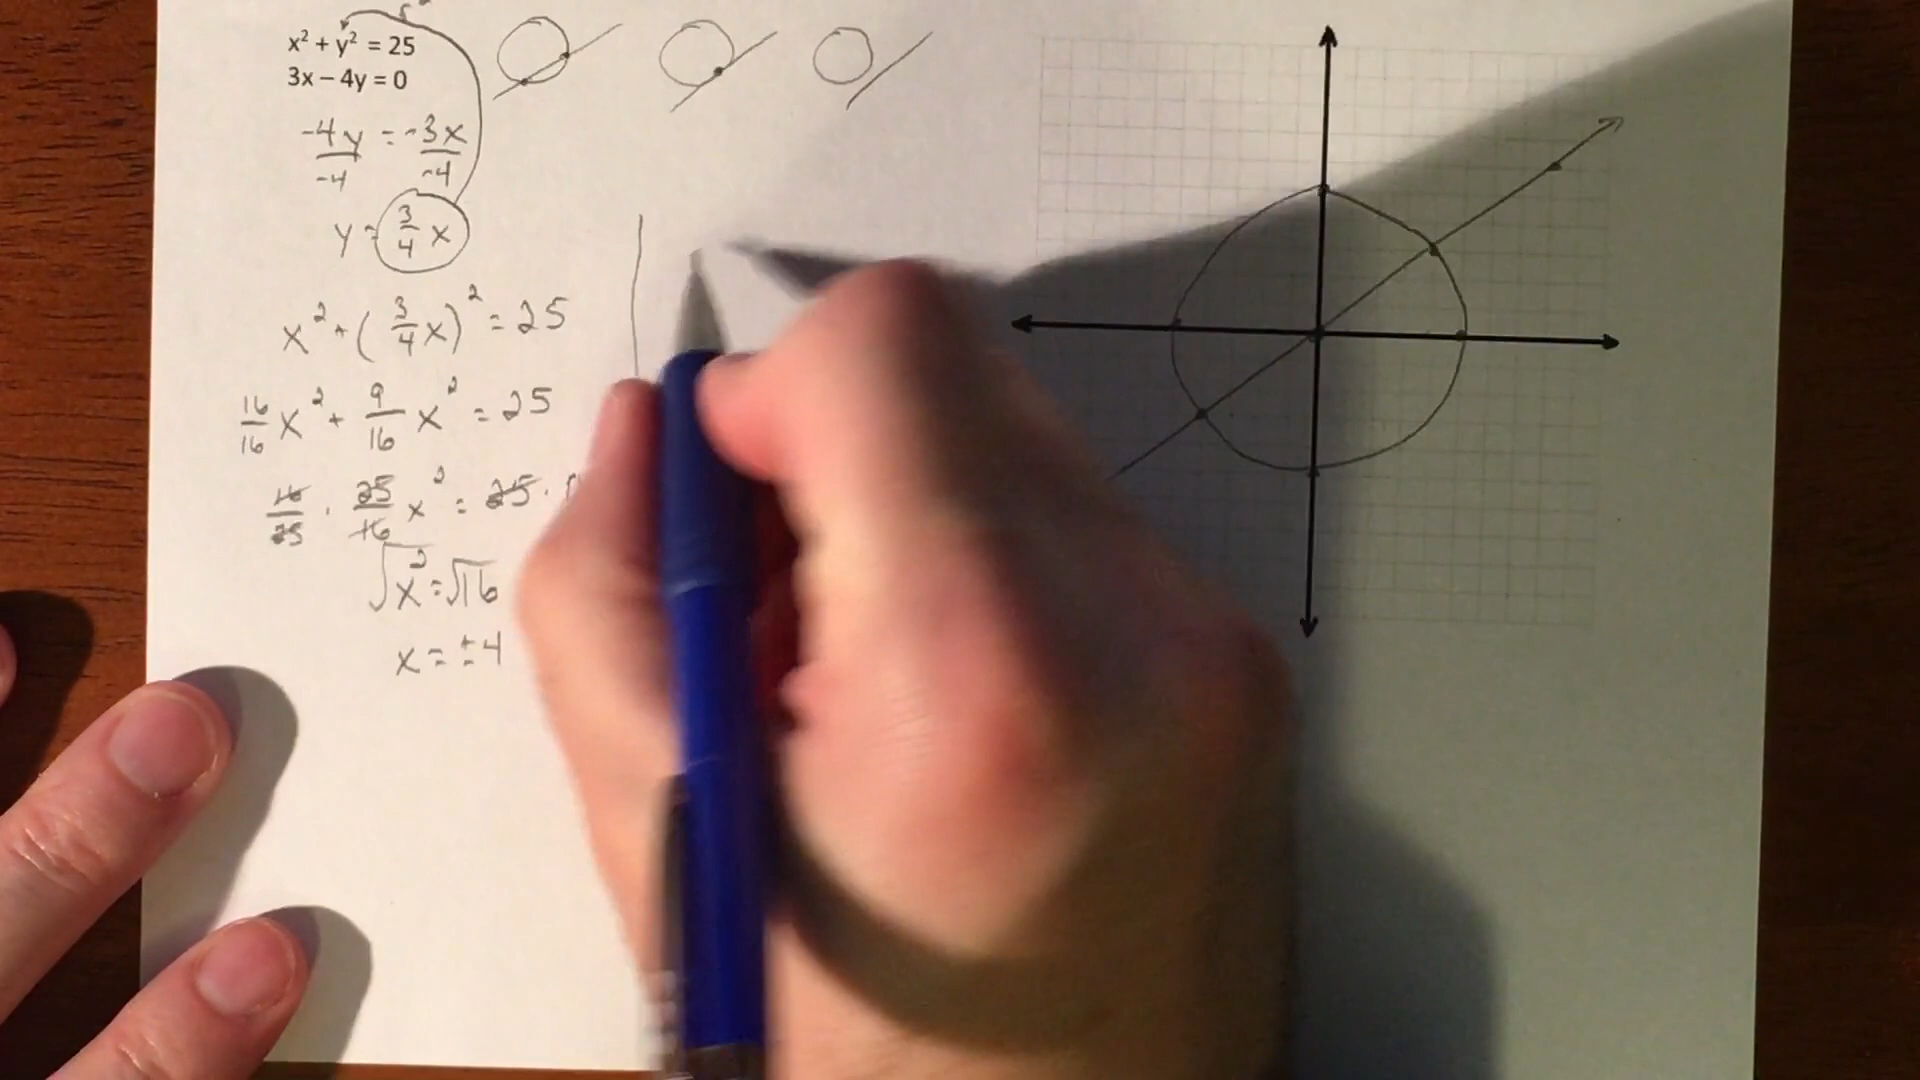 x² + y² = 25
3x – 4y = 0
-4y = -3x
-4 -4
y = 3/4 x
x² + (3/4 x)² = 25
16/16 x² + 9/16 x² = 25
16/25 · 25/16 x² = 25 ·
√x² = √16
x = ±4